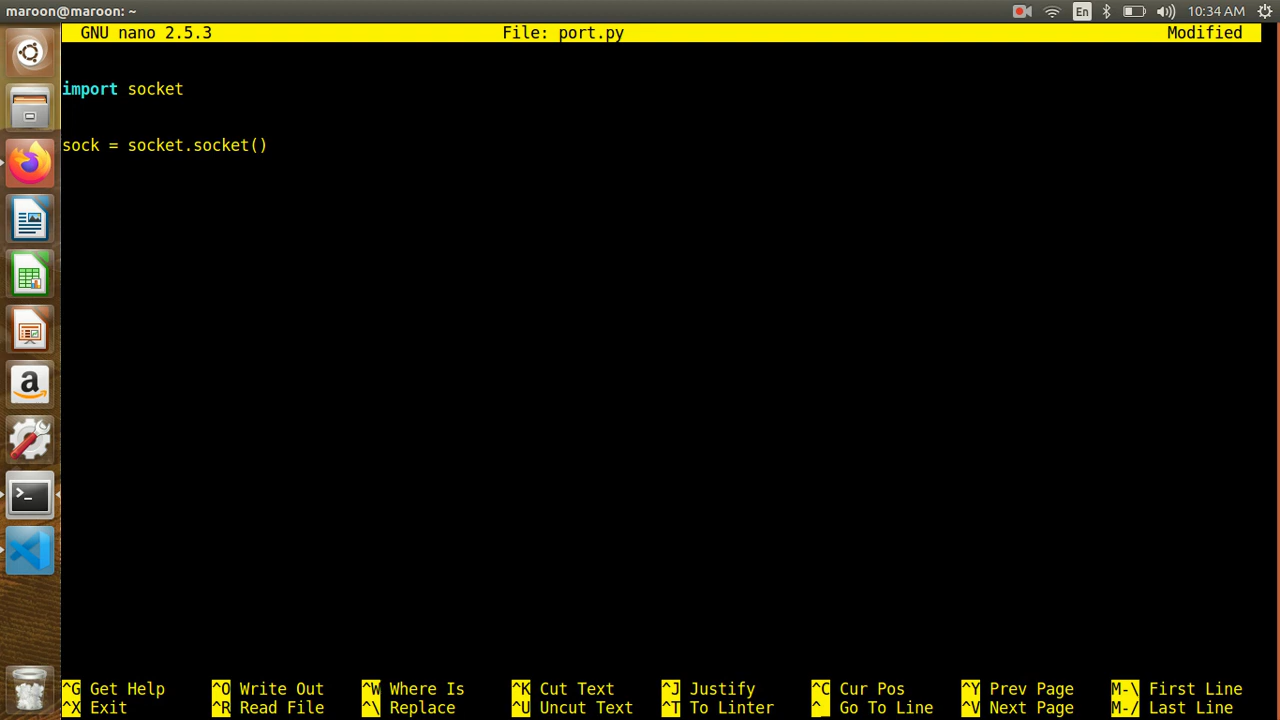 maroon@maroon: ~
En
10:34 AM
GNU nano 2.5.3 File: port.py Modified
import socket
sock = socket.socket()
^G Get Help ^O Write Out ^W Where Is ^K Cut Text ^J Justify ^C Cur Pos ^Y Prev Page M-\ First Line
^X Exit ^R Read File ^\ Replace ^U Uncut Text ^T To Linter ^_ Go To Line ^V Next Page M-/ Last Line
a
>_